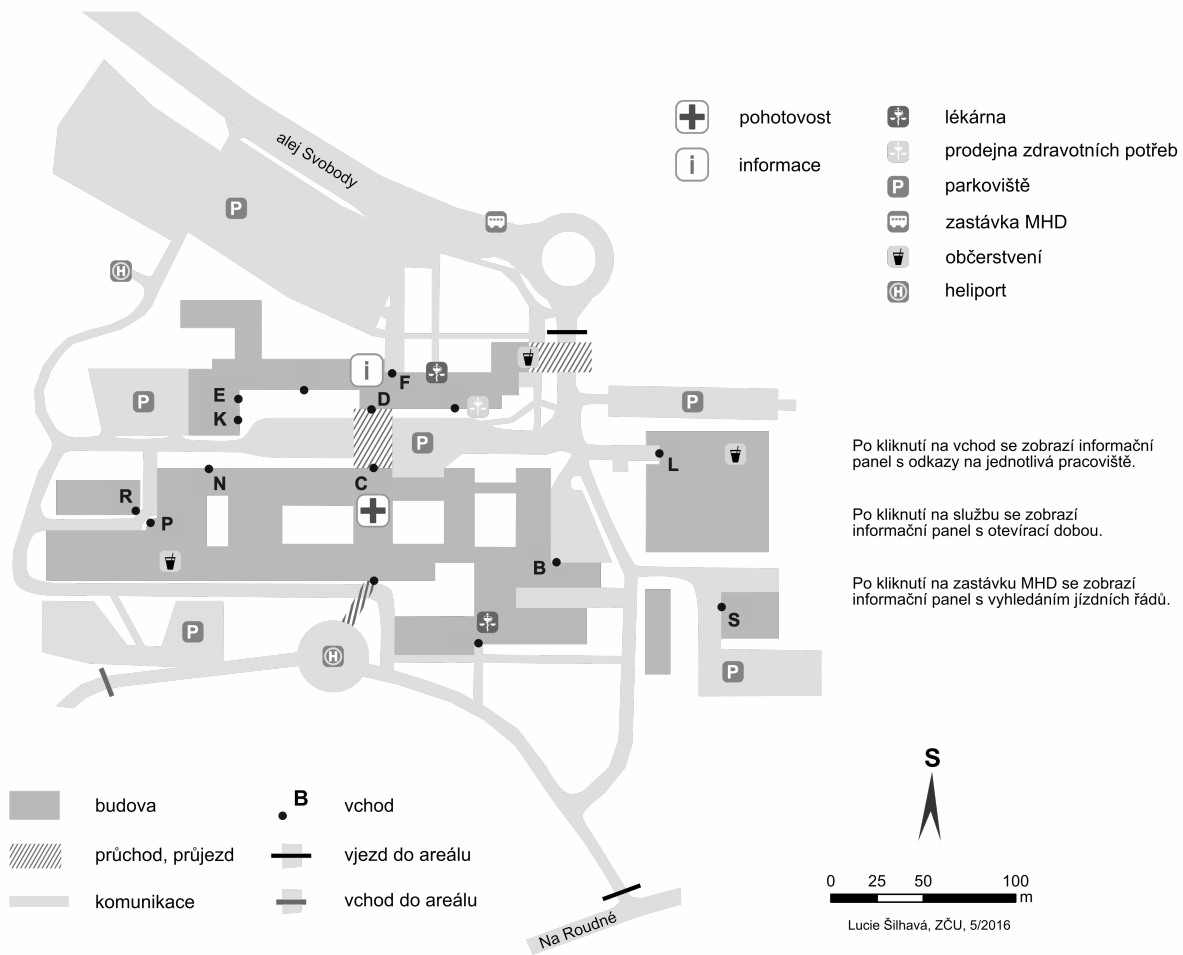 alej Svobody
pohotovost
informace
lékárna
prodejna zdravotních potřeb
parkoviště
zastávka MHD
občerstvení
heliport
i
P
P
P
P
P
P
P
H
H
i
F
D
E
K
L
N
C
R
P
B
S
Po kliknutí na vchod se zobrazí informační
panel s odkazy na jednotlivá pracoviště.
Po kliknutí na službu se zobrazí
informační panel s otevírací dobou.
Po kliknutí na zastávku MHD se zobrazí
informační panel s vyhledáním jízdních řádů.
H
S
budova
B
vchod
průchod, průjezd
vjezd do areálu
komunikace
vchod do areálu
0 25 50 100
m
Lucie Šilhavá, ZČU, 5/2016
Na Roudné